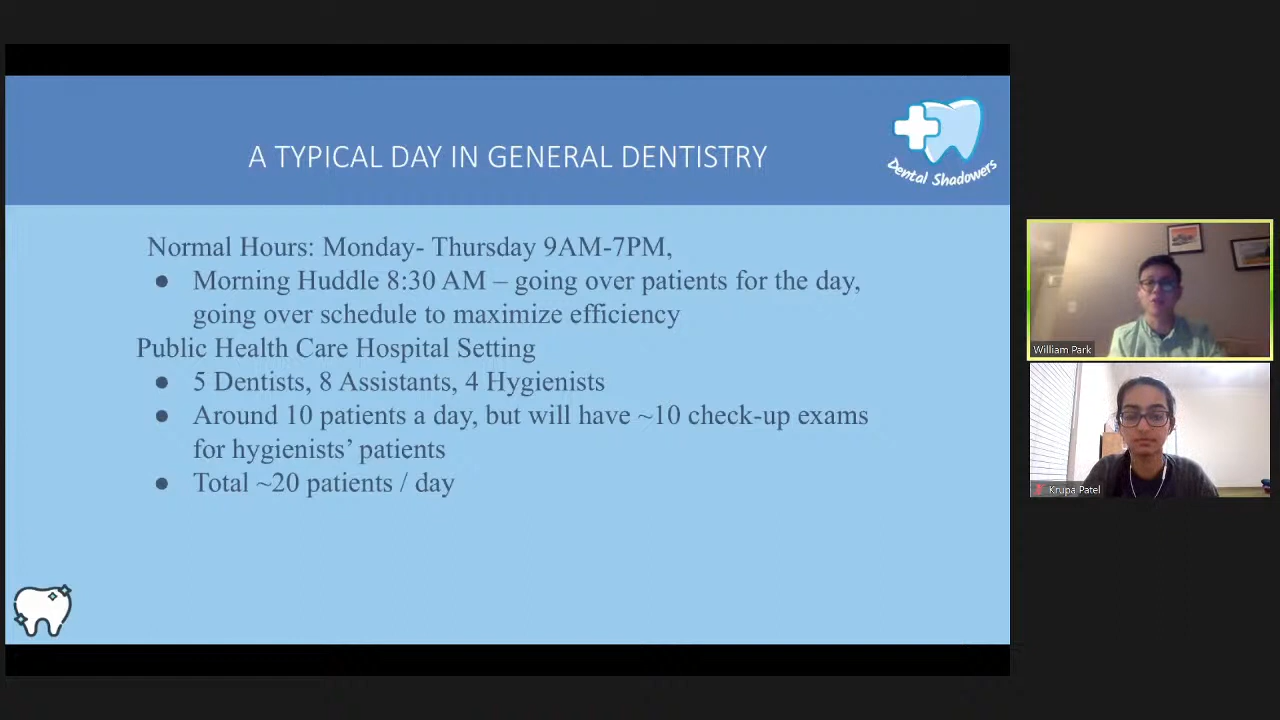 A TYPICAL DAY IN GENERAL DENTISTRY
Dental Shadowers
Normal Hours: Monday- Thursday 9AM-7PM,
● Morning Huddle 8:30 AM – going over patients for the day,
going over schedule to maximize efficiency
Public Health Care Hospital Setting
● 5 Dentists, 8 Assistants, 4 Hygienists
● Around 10 patients a day, but will have ~10 check-up exams
for hygienists’ patients
● Total ~20 patients / day
William Park
Krupa Patel